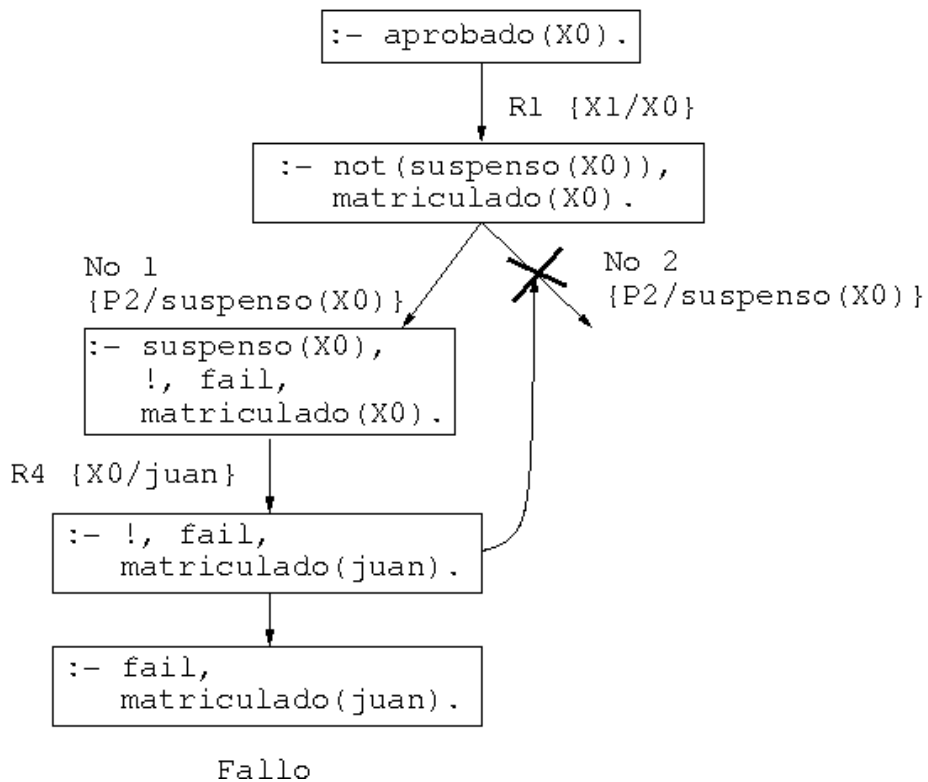 :- aprobado(X0).
R1 {X1/X0}
:- not(suspenso(X0)),
matriculado(X0).
No 1
{P2/suspenso(X0)}
No 2
{P2/suspenso(X0)}
:- suspenso(X0),
!, fail,
matriculado(X0).
R4 {X0/juan}
:- !, fail,
matriculado(juan).
:- fail,
matriculado(juan).
Fallo